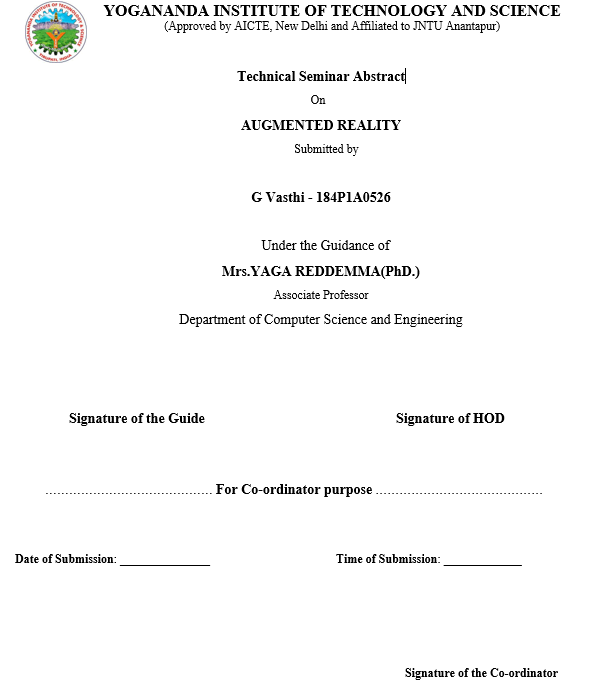 YOGANANDA INSTITUTE OF TECHNOLOGY AND SCIENCE
(Approved by AICTE, New Delhi and Affiliated to JNTU Anantapur)
Technical Seminar Abstract
On
AUGMENTED REALITY
Submitted by
G Vasthi - 184P1A0526
Under the Guidance of
Mrs.YAGA REDDEMMA(PhD.)
Associate Professor
Department of Computer Science and Engineering
Signature of the Guide Signature of HOD
.......................................... For Co-ordinator purpose ..........................................
Date of Submission: _______________ Time of Submission: _____________
Signature of the Co-ordinator